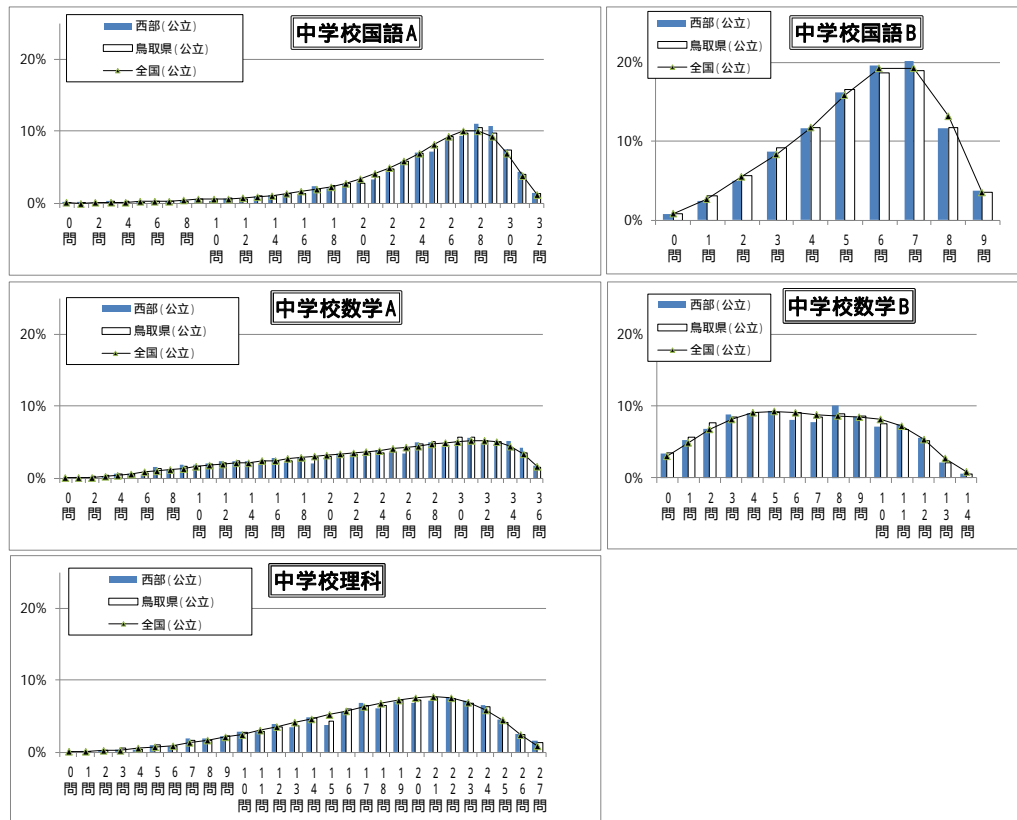 中学校国語A
西部(公立)
鳥取県(公立)
全国(公立)
20%
10%
0%
0問 2問 4問 6問 8問 10問 12問 14問 16問 18問 20問 22問 24問 26問 28問 30問 32問
中学校国語B
西部(公立)
鳥取県(公立)
全国(公立)
20%
10%
0%
0問 1問 2問 3問 4問 5問 6問 7問 8問 9問
中学校数学A
西部(公立)
鳥取県(公立)
全国(公立)
20%
10%
0%
0問 2問 4問 6問 8問 10問 12問 14問 16問 18問 20問 22問 24問 26問 28問 30問 32問 34問 36問
中学校数学B
西部(公立)
鳥取県(公立)
全国(公立)
20%
10%
0%
0問 1問 2問 3問 4問 5問 6問 7問 8問 9問 10問 11問 12問 13問 14問
中学校理科
西部(公立)
鳥取県(公立)
全国(公立)
20%
10%
0%
0問 1問 2問 3問 4問 5問 6問 7問 8問 9問 10問 11問 12問 13問 14問 15問 16問 17問 18問 19問 20問 21問 22問 23問 24問 25問 26問 27問